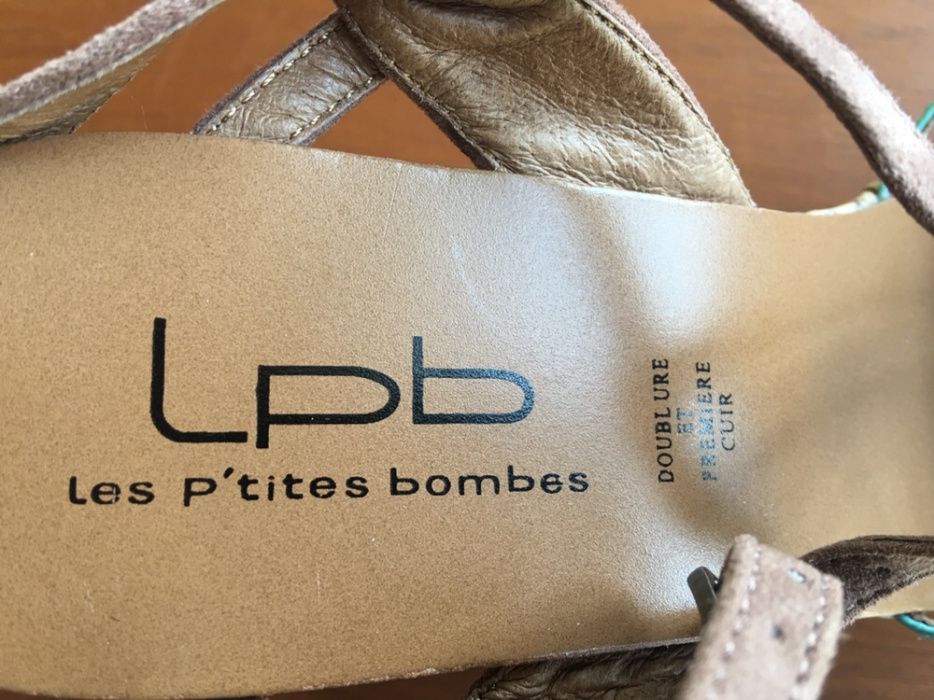 lpb
les p'tites bombes
DOUBLURE
ET
PREMIERE
CUIR